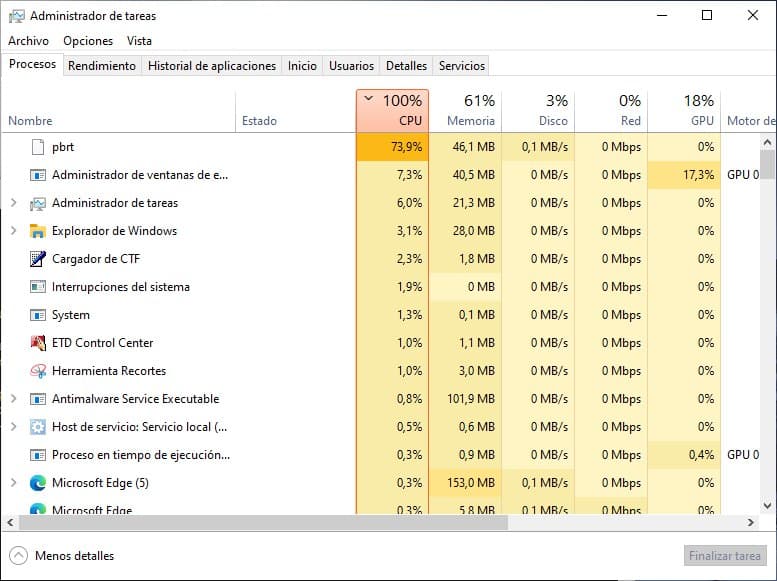 Administrador de tareas
Archivo Opciones Vista
Procesos Rendimiento Historial de aplicaciones Inicio Usuarios Detalles Servicios
100% 61% 3% 0% 18%
Nombre Estado CPU Memoria Disco Red GPU Motor de
pbrt 73,9% 46,1 MB 0,1 MB/s 0 Mbps 0%
Administrador de ventanas de e... 7,3% 40,5 MB 0 MB/s 0 Mbps 17,3% GPU 0
Administrador de tareas 6,0% 21,3 MB 0 MB/s 0 Mbps 0%
Explorador de Windows 3,1% 28,0 MB 0 MB/s 0 Mbps 0%
Cargador de CTF 2,3% 1,8 MB 0 MB/s 0 Mbps 0%
Interrupciones del sistema 1,9% 0 MB 0 MB/s 0 Mbps 0%
System 1,3% 0,1 MB 0 MB/s 0 Mbps 0%
ETD Control Center 1,0% 1,1 MB 0 MB/s 0 Mbps 0%
Herramienta Recortes 1,0% 3,0 MB 0 MB/s 0 Mbps 0%
Antimalware Service Executable 0,8% 101,9 MB 0 MB/s 0 Mbps 0%
Host de servicio: Servicio local (... 0,5% 0,6 MB 0 MB/s 0 Mbps 0%
Proceso en tiempo de ejecución... 0,3% 0,9 MB 0 MB/s 0 Mbps 0,4% GPU 0
Microsoft Edge (5) 0,3% 153,0 MB 0,1 MB/s 0 Mbps 0%
Microsoft Edge 0,3% 5,8 MB 0,1 MB/s 0 Mbps 0%
Menos detalles Finalizar tarea